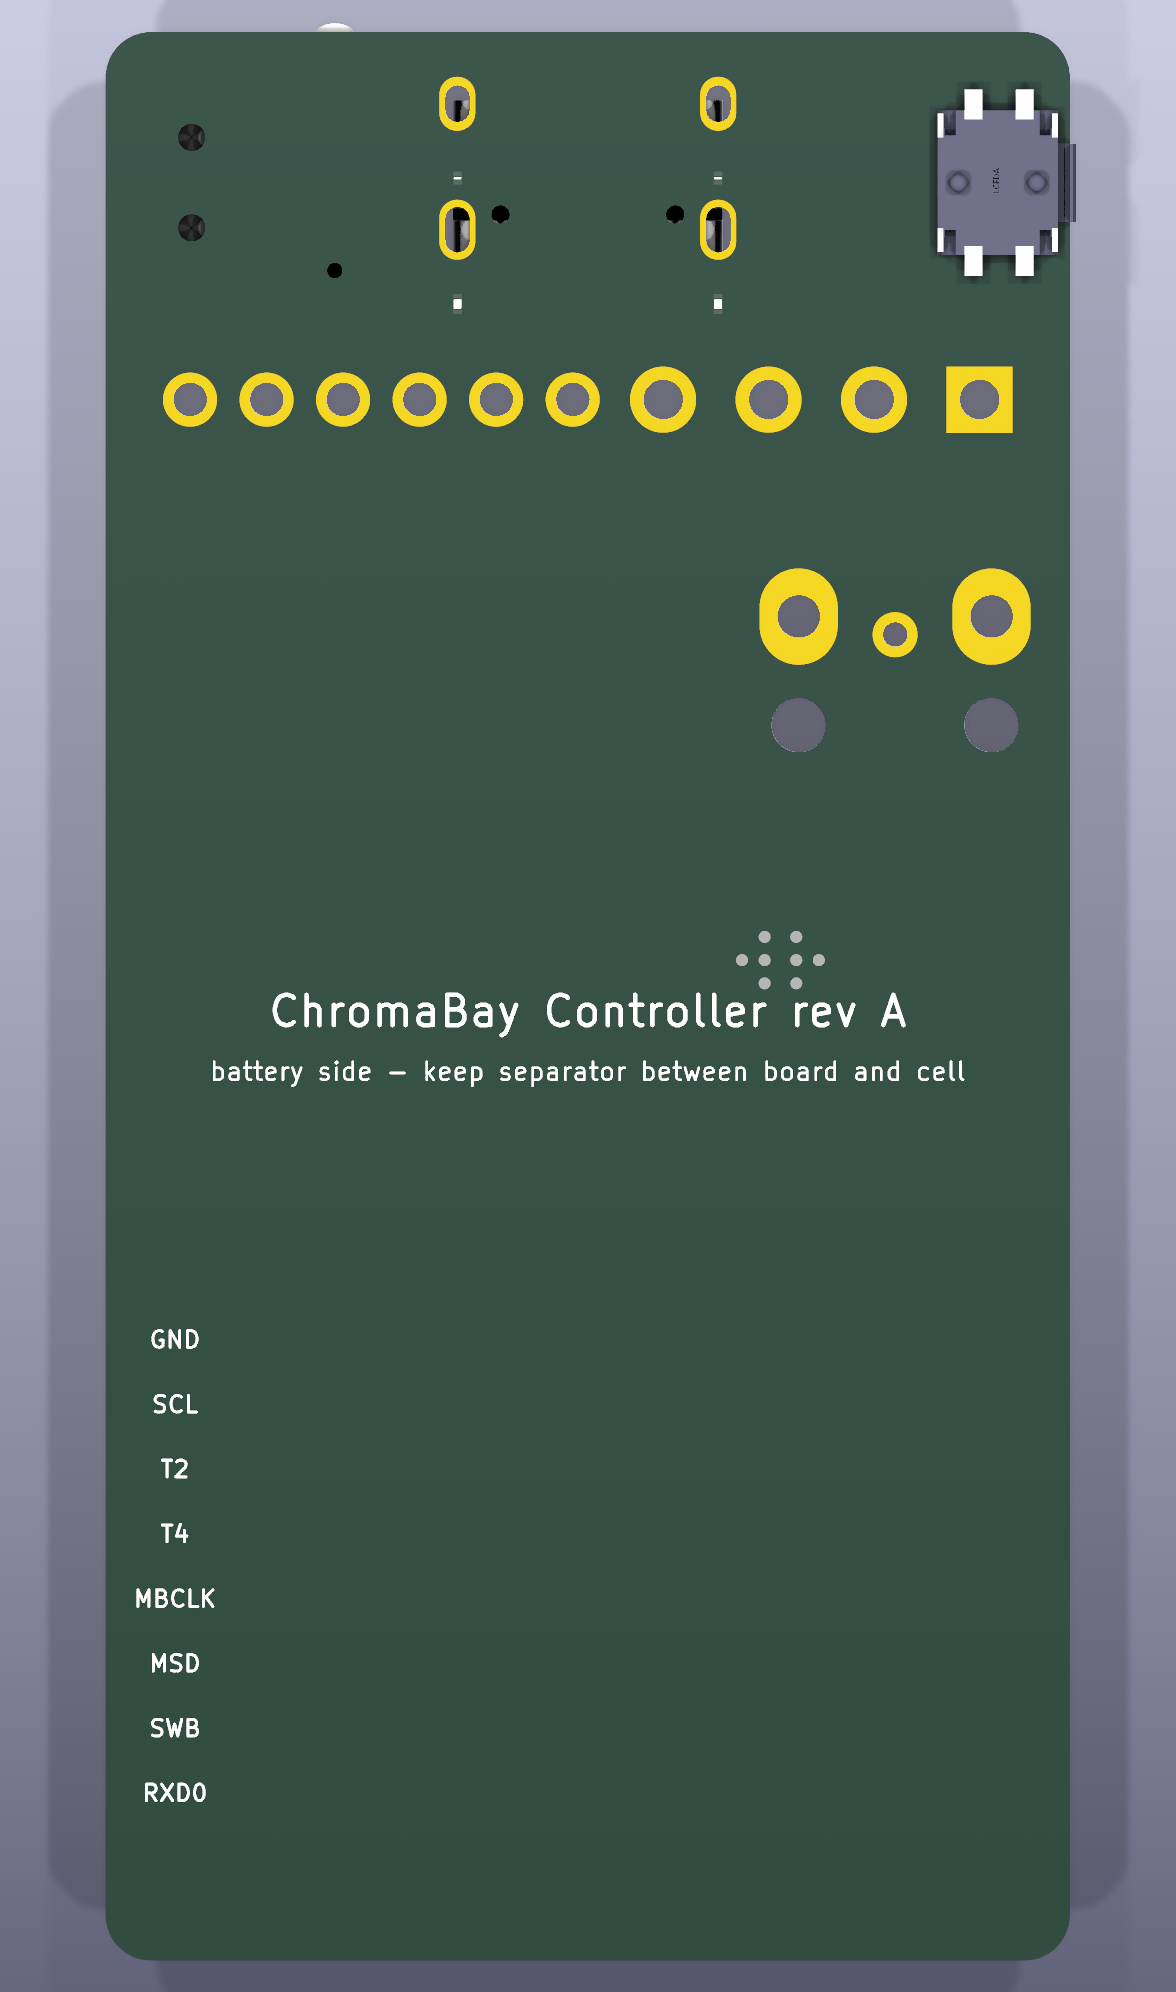 LCEDA
ChromaBay Controller rev A
battery side — keep separator between board and cell
GND
SCL
T2
T4
MBCLK
MSD
SWB
RXD0